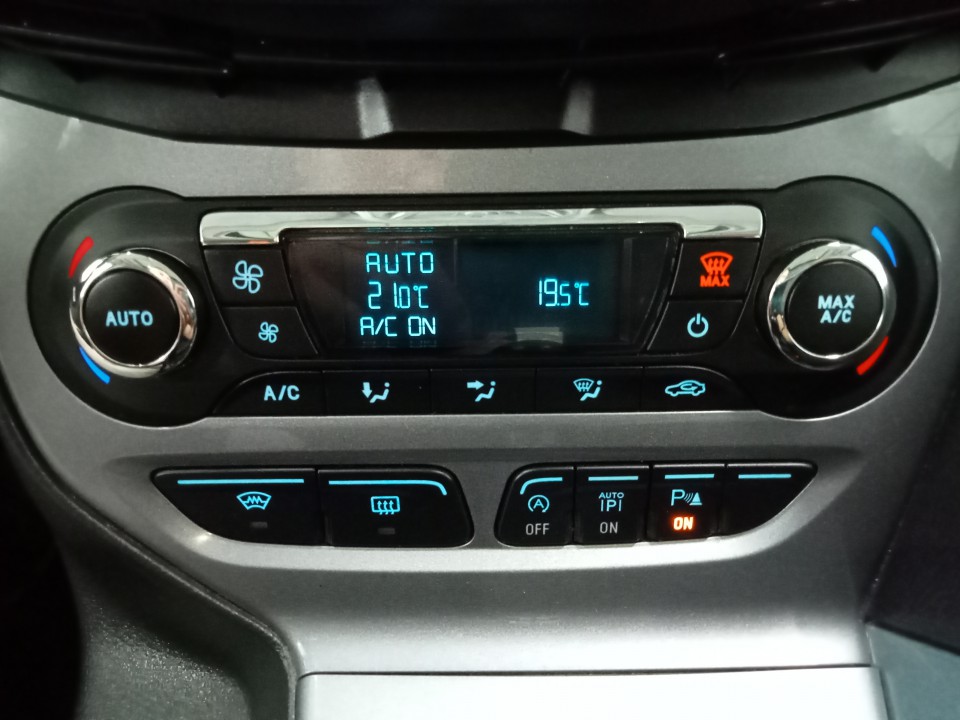 AUTO
21.0°C
A/C ON
19.5°C
MAX
AUTO
MAX
A/C
A/C
A
OFF
AUTO
P
ON
P
ON